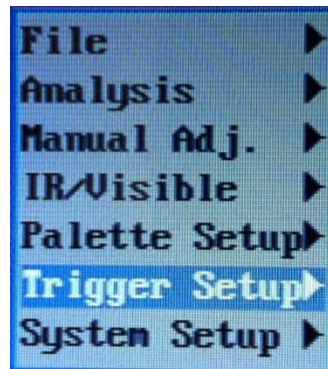 File
Analysis
Manual Adj.
IR/Visible
Palette Setup
Trigger Setup
System Setup